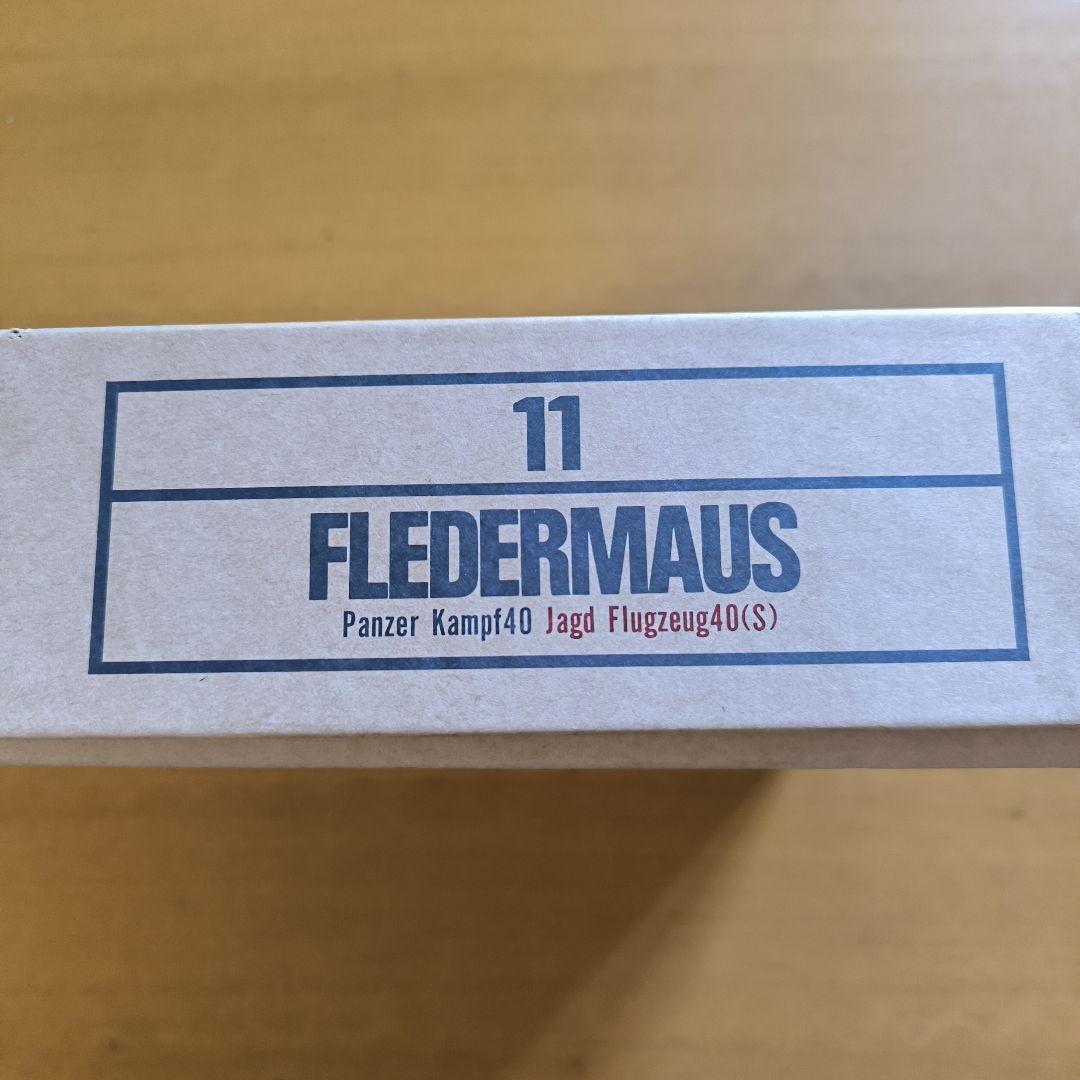 11
FLEDERMAUS
Panzer Kampf40 Jagd Flugzeug40(S)